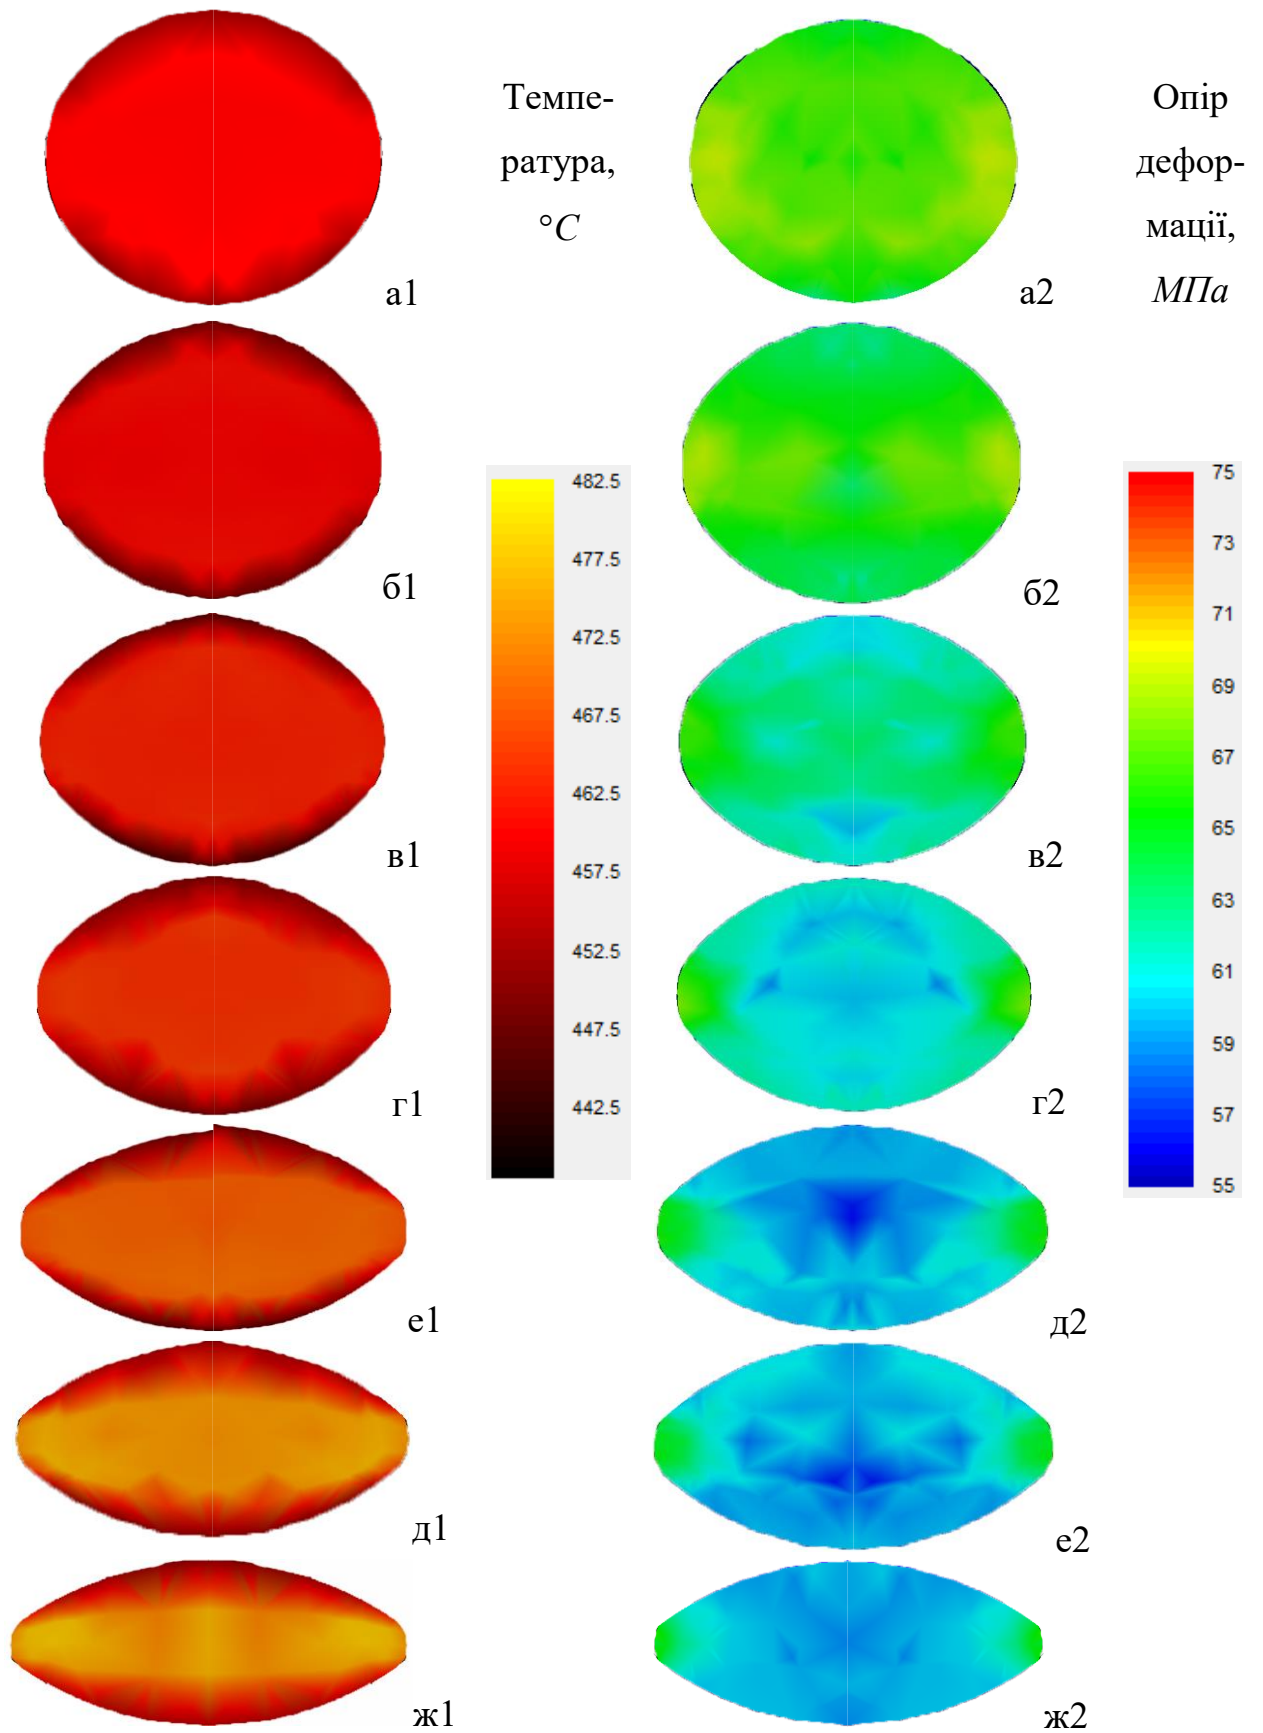 Темпе-
ратура,
°C
а1
Опір
дефор-
мації,
МПа
а2
б1
б2
в1
в2
г1
г2
е1
д2
д1
е2
ж1
ж2
482.5
477.5
472.5
467.5
462.5
457.5
452.5
447.5
442.5
75
73
71
69
67
65
63
61
59
57
55